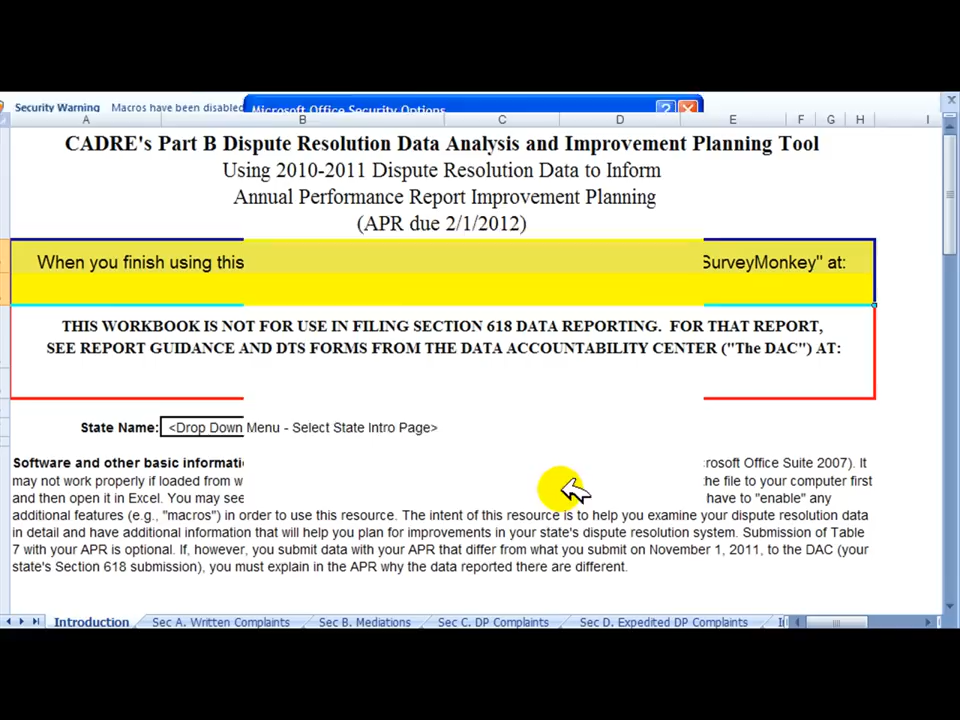 Security Warning Macros have been disabled
Microsoft Office Security Options
A B C D E F G H I
CADRE's Part B Dispute Resolution Data Analysis and Improvement Planning Tool
Using 2010-2011 Dispute Resolution Data to Inform
Annual Performance Report Improvement Planning
(APR due 2/1/2012)
When you finish using this SurveyMonkey" at:
THIS WORKBOOK IS NOT FOR USE IN FILING SECTION 618 DATA REPORTING. FOR THAT REPORT,
SEE REPORT GUIDANCE AND DTS FORMS FROM THE DATA ACCOUNTABILITY CENTER ("The DAC") AT:
State Name: <Drop Down Menu - Select State Intro Page>
Software and other basic informati crosoft Office Suite 2007). It
may not work properly if loaded from w the file to your computer first
and then open it in Excel. You may see have to "enable" any
additional features (e.g., "macros") in order to use this resource. The intent of this resource is to help you examine your dispute resolution data
in detail and have additional information that will help you plan for improvements in your state's dispute resolution system. Submission of Table
7 with your APR is optional. If, however, you submit data with your APR that differ from what you submit on November 1, 2011, to the DAC (your
state's Section 618 submission), you must explain in the APR why the data reported there are different.
Introduction Sec A. Written Complaints Sec B. Mediations Sec C. DP Complaints Sec D. Expedited DP Complaints